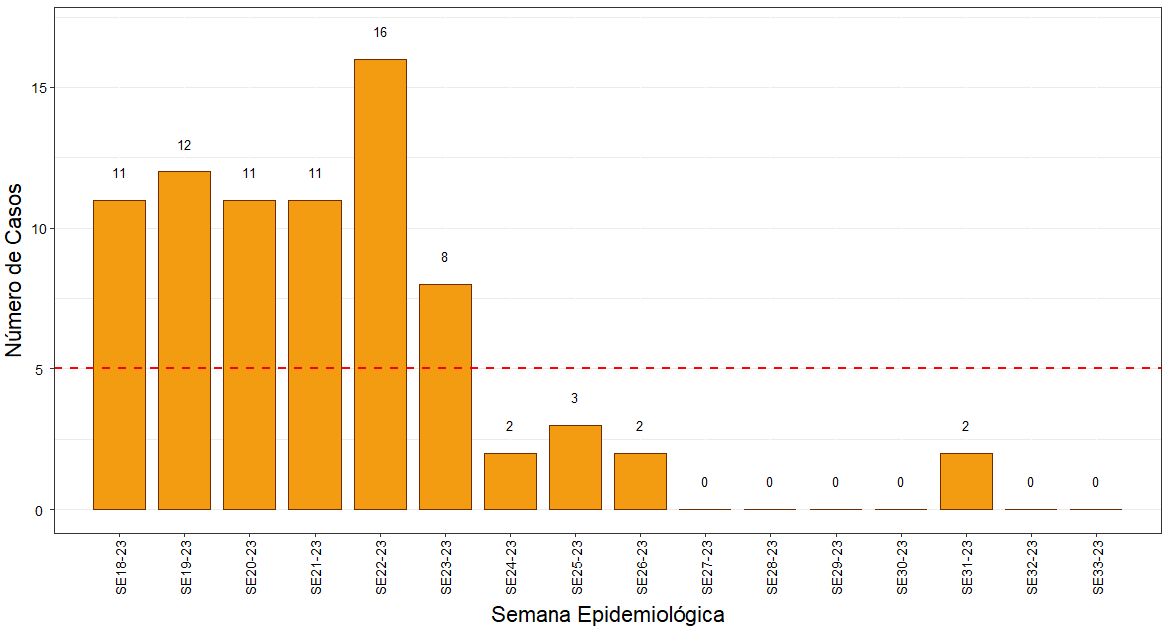 Número de Casos
15
10
5
0
11
12
11
11
16
8
2
3
2
0
0
0
0
2
0
0
SE18-23
SE19-23
SE20-23
SE21-23
SE22-23
SE23-23
SE24-23
SE25-23
SE26-23
SE27-23
SE28-23
SE29-23
SE30-23
SE31-23
SE32-23
SE33-23
Semana Epidemiológica